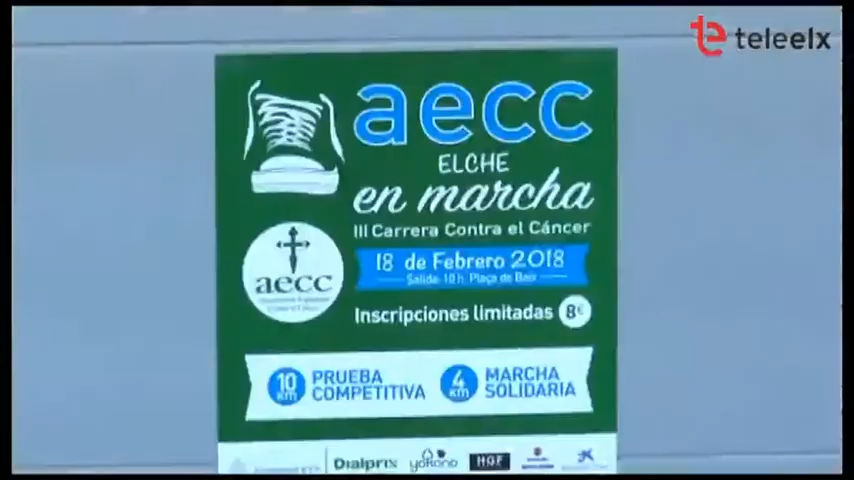 teleelx
aecc
ELCHE
en marcha
III Carrera Contra el Cáncer
18 de Febrero 2018
Salida: 10 h. Plaça de Baix
aecc
Inscripciones limitadas 8€
10 km PRUEBA COMPETITIVA
4 km MARCHA SOLIDARIA
Dialprix yokono HGF